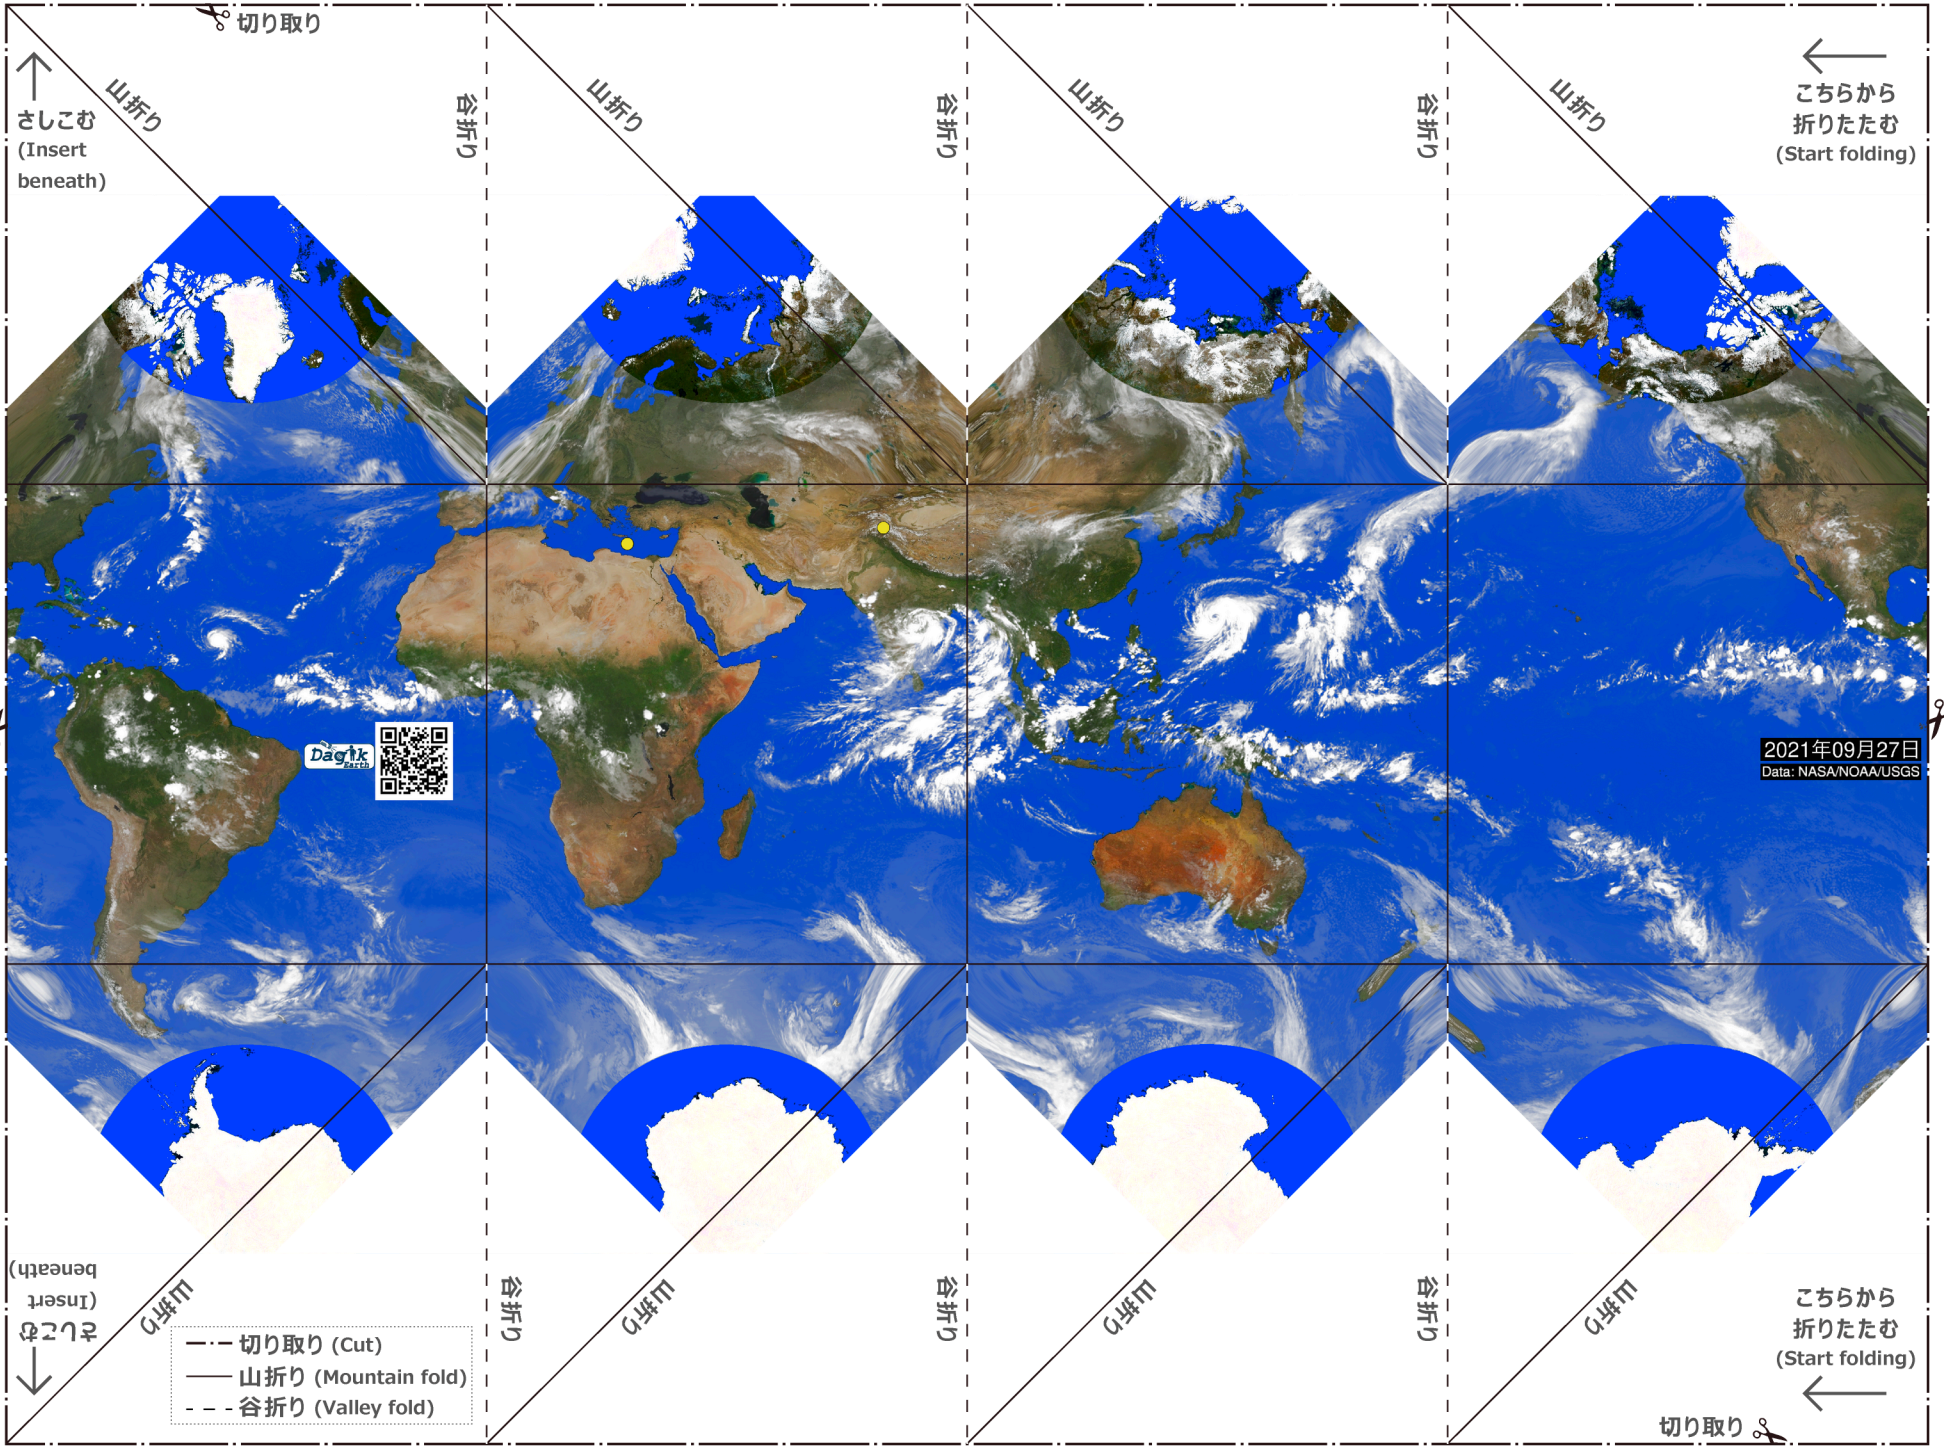 切り取り
山折り
谷折り
山折り
谷折り
山折り
谷折り
山折り
さしこむ
(Insert
beneath)
こちらから
折りたたむ
(Start folding)
Dagik
Earth
2021年09月27日
Data: NASA/NOAA/USGS
さしこむ
(Insert
beneath)
山折り
谷折り
山折り
谷折り
山折り
谷折り
山折り
こちらから
折りたたむ
(Start folding)
切り取り (Cut)
山折り (Mountain fold)
谷折り (Valley fold)
切り取り